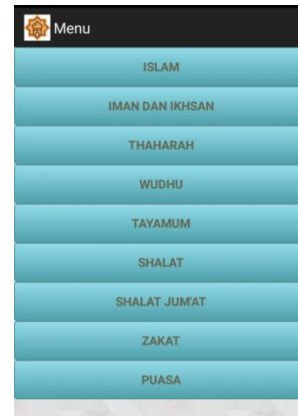 Menu
ISLAM
IMAN DAN IKHSAN
THAHARAH
WUDHU
TAYAMUM
SHALAT
SHALAT JUM'AT
ZAKAT
PUASA